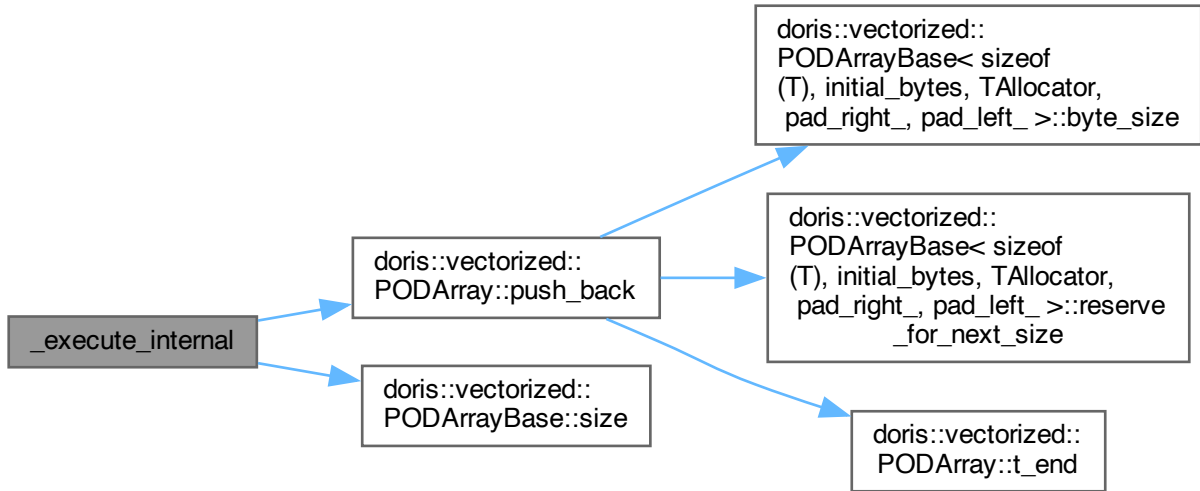 doris::vectorized::
PODArrayBase< sizeof
(T), initial_bytes, TAllocator,
pad_right_, pad_left_ >::byte_size
doris::vectorized::
PODArrayBase< sizeof
(T), initial_bytes, TAllocator,
pad_right_, pad_left_ >::reserve
_for_next_size
doris::vectorized::
PODArray::push_back
_execute_internal
doris::vectorized::
PODArrayBase::size
doris::vectorized::
PODArray::t_end